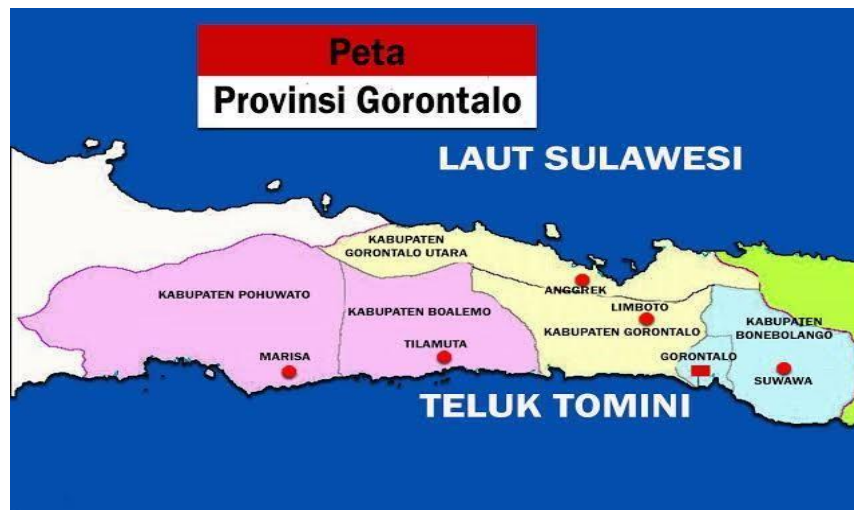 Peta
Provinsi Gorontalo
LAUT SULAWESI
KABUPATEN
GORONTALO UTARA
ANGGREK
KABUPATEN POHUWATO
KABUPATEN BOALEMO
LIMBOTO
KABUPATEN GORONTALO
KABUPATEN
BONEBOLANGO
TILAMUTA
MARISA
GORONTALO
SUWAWA
TELUK TOMINI